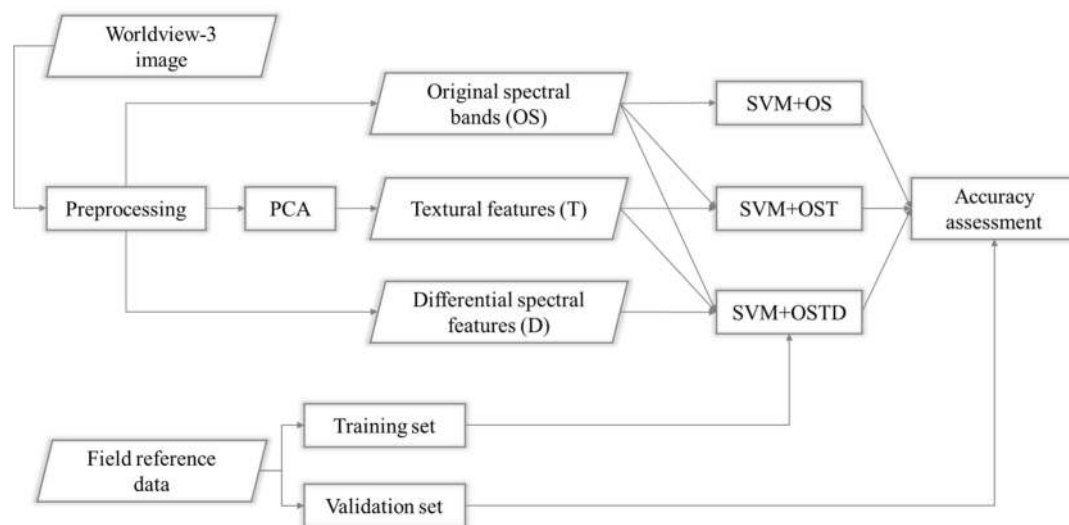 Worldview-3
image
Original spectral
bands (OS)
SVM+OS
Preprocessing
PCA
Textural features (T)
SVM+OST
Accuracy
assessment
Differential spectral
features (D)
SVM+OSTD
Training set
Field reference
data
Validation set